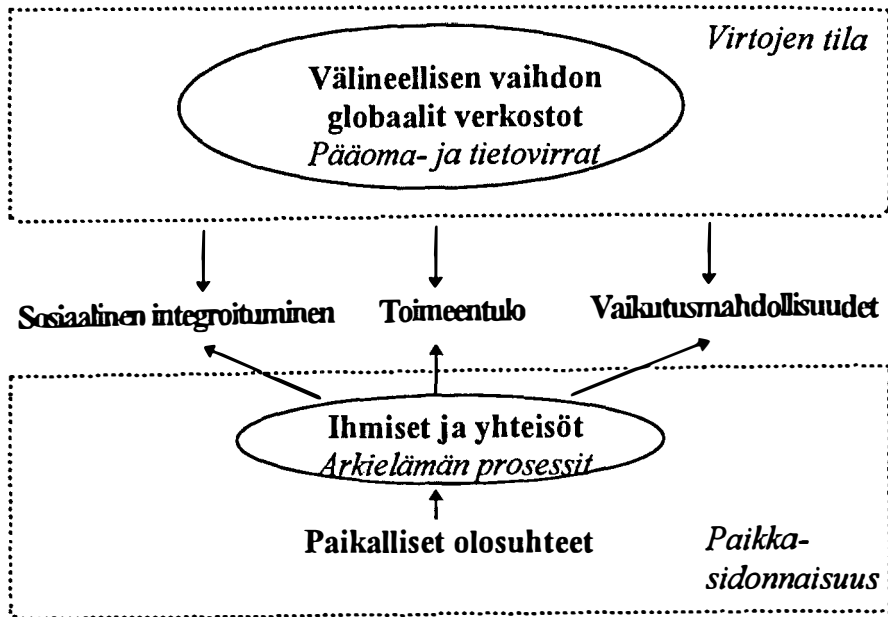 Virtojen tila
Välineellisen vaihdon
globaalit verkostot
Pääoma- ja tietovirrat
Sosiaalinen integroituminen Toimeentulo Vaikutusmahdollisuudet
Ihmiset ja yhteisöt
Arkielämän prosessit
Paikalliset olosuhteet
Paikka-
sidonnaisuus